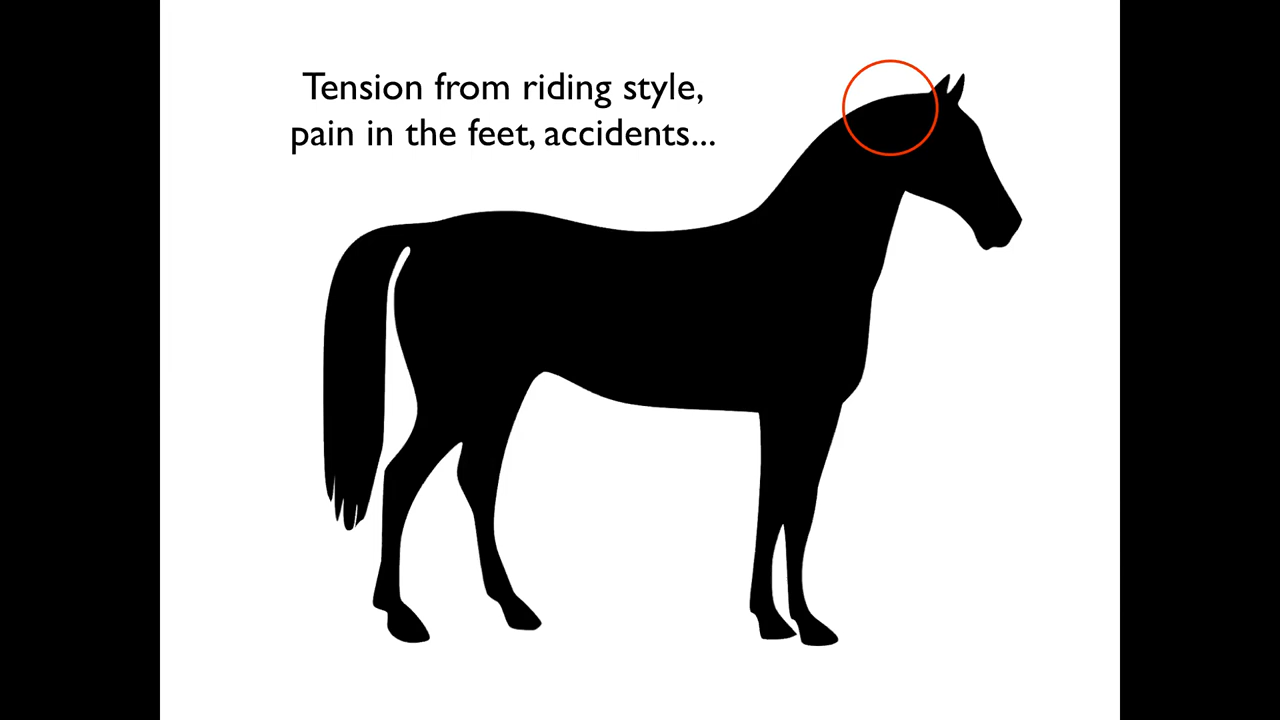 Tension from riding style,
pain in the feet, accidents...